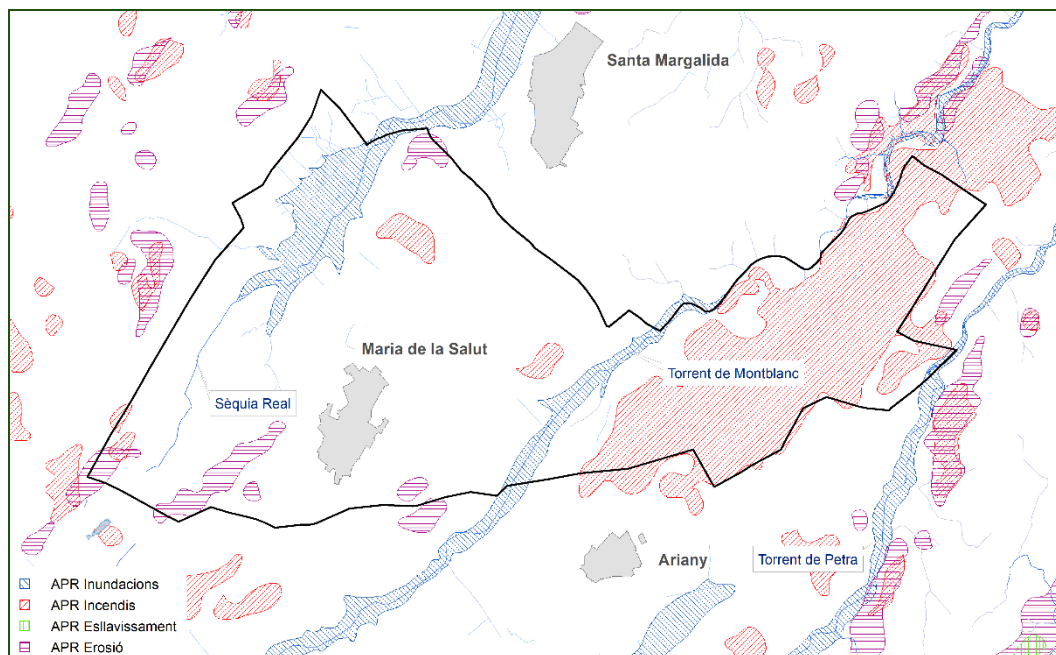 Santa Margalida
Maria de la Salut
Torrent de Montblanc
Sèquia Real
Ariany
Torrent de Petra
APR Inundacions
APR Incendis
APR Esllavissament
APR Erosió